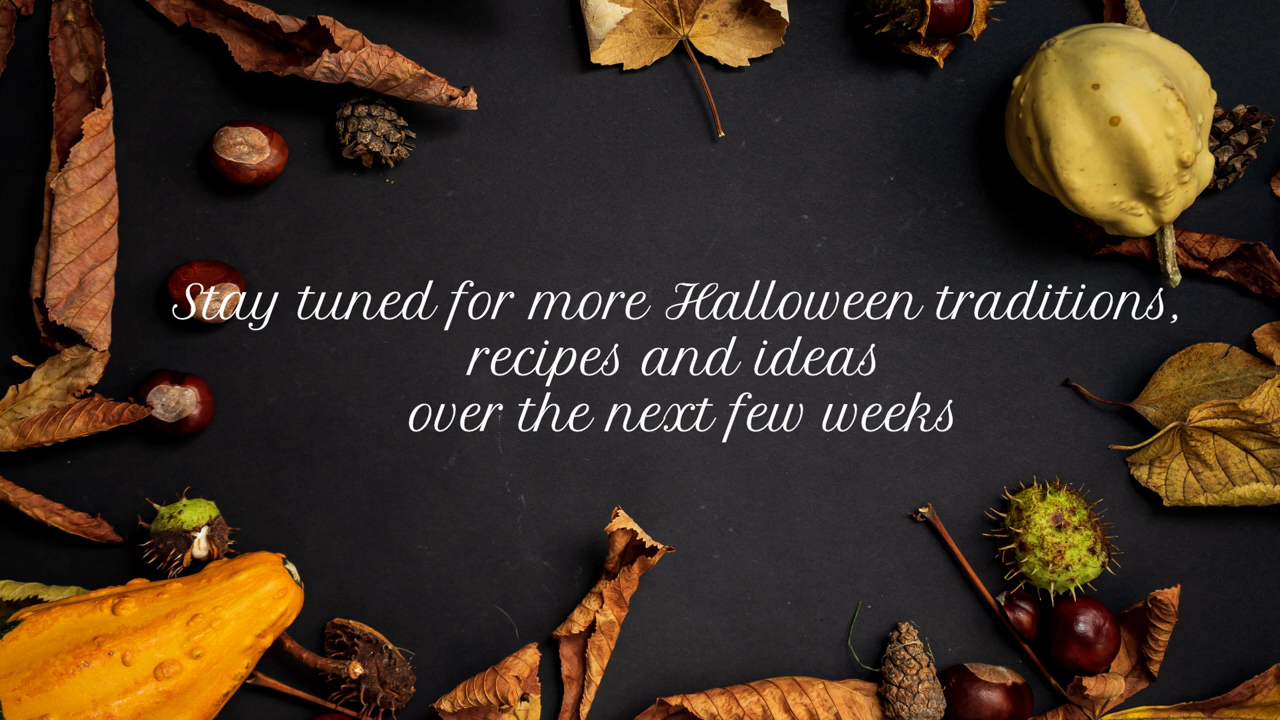 Stay tuned for more Halloween traditions,
recipes and ideas
over the next few weeks